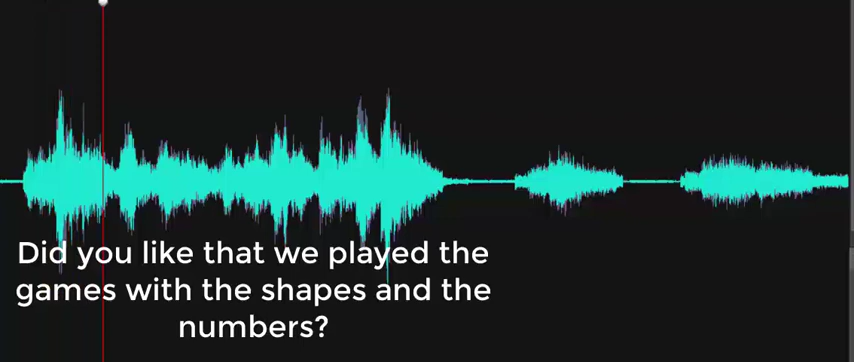 Did you like that we played the
games with the shapes and the
numbers?